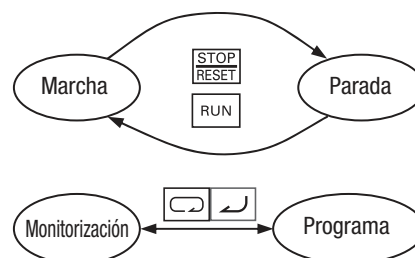 STOP
RESET
Marcha
Parada
RUN
Monitorización
Programa